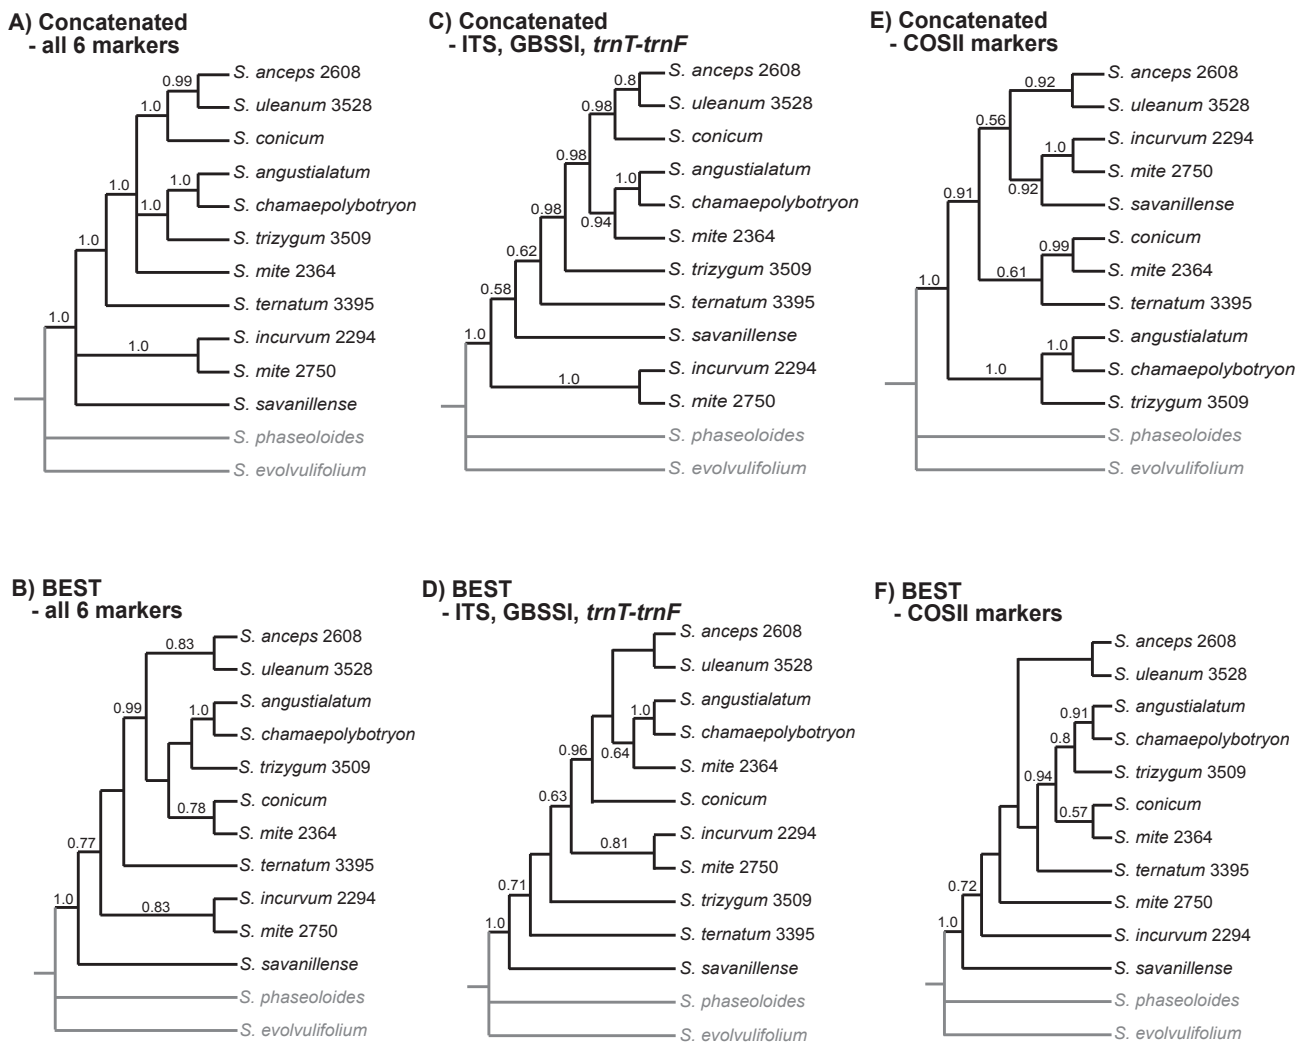 A) Concatenated
- all 6 markers
0.99
S. anceps 2608
1.0
S. uleanum 3528
S. conicum
1.0
1.0
S. angustialatum
1.0
S. chamaepolybotryon
S. trizygum 3509
1.0
S. mite 2364
S. ternatum 3395
1.0
1.0
S. incurvum 2294
S. mite 2750
S. savanillense
S. phaseoloides
S. evolvulifolium
C) Concatenated
- ITS, GBSSI, trnT-trnF
0.8
S. anceps 2608
0.98
S. uleanum 3528
S. conicum
0.98
1.0
S. angustialatum
S. chamaepolybotryon
0.98
0.94
S. mite 2364
0.62
S. trizygum 3509
0.58
S. ternatum 3395
1.0
S. savanillense
1.0
S. incurvum 2294
S. mite 2750
S. phaseoloides
S. evolvulifolium
E) Concatenated
- COSII markers
0.92
S. anceps 2608
S. uleanum 3528
0.56
1.0
S. incurvum 2294
S. mite 2750
0.92
0.91
S. savanillense
0.99
S. conicum
0.61
S. mite 2364
1.0
S. ternatum 3395
1.0
S. angustialatum
1.0
S. chamaepolybotryon
S. trizygum 3509
S. phaseoloides
S. evolvulifolium
B) BEST
- all 6 markers
0.83
S. anceps 2608
S. uleanum 3528
0.99
1.0
S. angustialatum
S. chamaepolybotryon
S. trizygum 3509
0.78
S. conicum
S. mite 2364
0.77
S. ternatum 3395
1.0
0.83
S. incurvum 2294
S. mite 2750
S. savanillense
S. phaseoloides
S. evolvulifolium
D) BEST
- ITS, GBSSI, trnT-trnF
S. anceps 2608
S. uleanum 3528
1.0
S. angustialatum
S. chamaepolybotryon
0.96
0.64
S. mite 2364
0.63
S. conicum
0.81
S. incurvum 2294
S. mite 2750
0.71
S. trizygum 3509
1.0
S. ternatum 3395
S. savanillense
S. phaseoloides
S. evolvulifolium
F) BEST
- COSII markers
S. anceps 2608
S. uleanum 3528
0.91
S. angustialatum
0.8
S. chamaepolybotryon
0.94
S. trizygum 3509
0.57
S. conicum
S. mite 2364
0.72
S. ternatum 3395
1.0
S. mite 2750
S. incurvum 2294
S. savanillense
S. phaseoloides
S. evolvulifolium